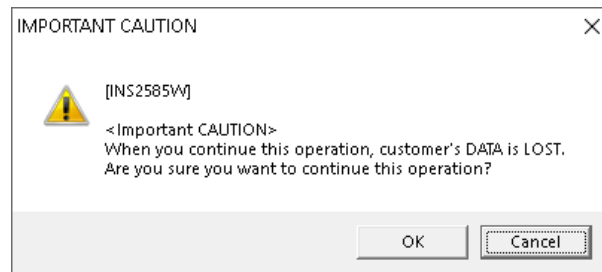 IMPORTANT CAUTION
[INS2585W]
<Important CAUTION>
When you continue this operation, customer's DATA is LOST.
Are you sure you want to continue this operation?
OK
Cancel